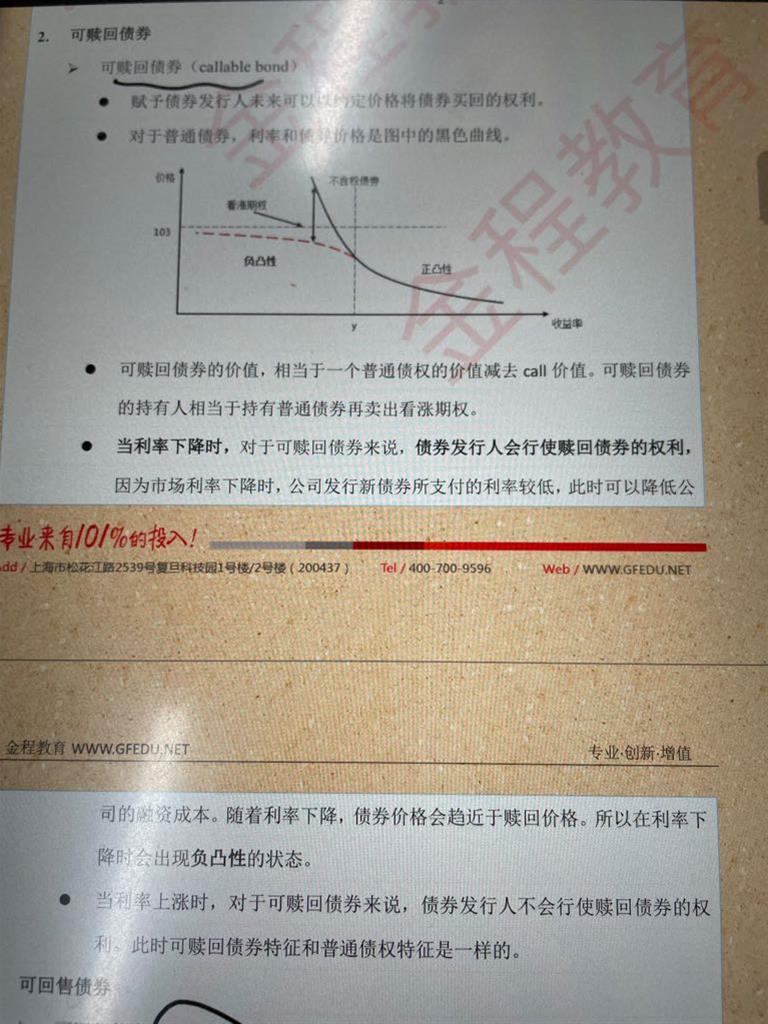 2. 可赎回债券
➢ 可赎回债券（callable bond）
● 赋予债券发行人未来可以以约定价格将债券买回的权利。
● 对于普通债券，利率和债券价格是图中的黑色曲线。
价格
不含权债券
看涨期权
103
负凸性
正凸性
y
收益率
● 可赎回债券的价值，相当于一个普通债权的价值减去 call 价值。可赎回债券
的持有人相当于持有普通债券再卖出看涨期权。
● 当利率下降时，对于可赎回债券来说，债券发行人会行使赎回债券的权利，
因为市场利率下降时，公司发行新债券所支付的利率较低，此时可以降低公
金程教育
专业来自101%的投入！
Add / 上海市松花江路2539号复旦科技园1号楼/2号楼（200437） Tel / 400-700-9596 Web / WWW.GFEDU.NET
金程教育 WWW.GFEDU.NET 专业·创新·增值
司的融资成本。随着利率下降，债券价格会趋近于赎回价格。所以在利率下
降时会出现负凸性的状态。
● 当利率上涨时，对于可赎回债券来说，债券发行人不会行使赎回债券的权
利。此时可赎回债券特征和普通债权特征是一样的。
可回售债券